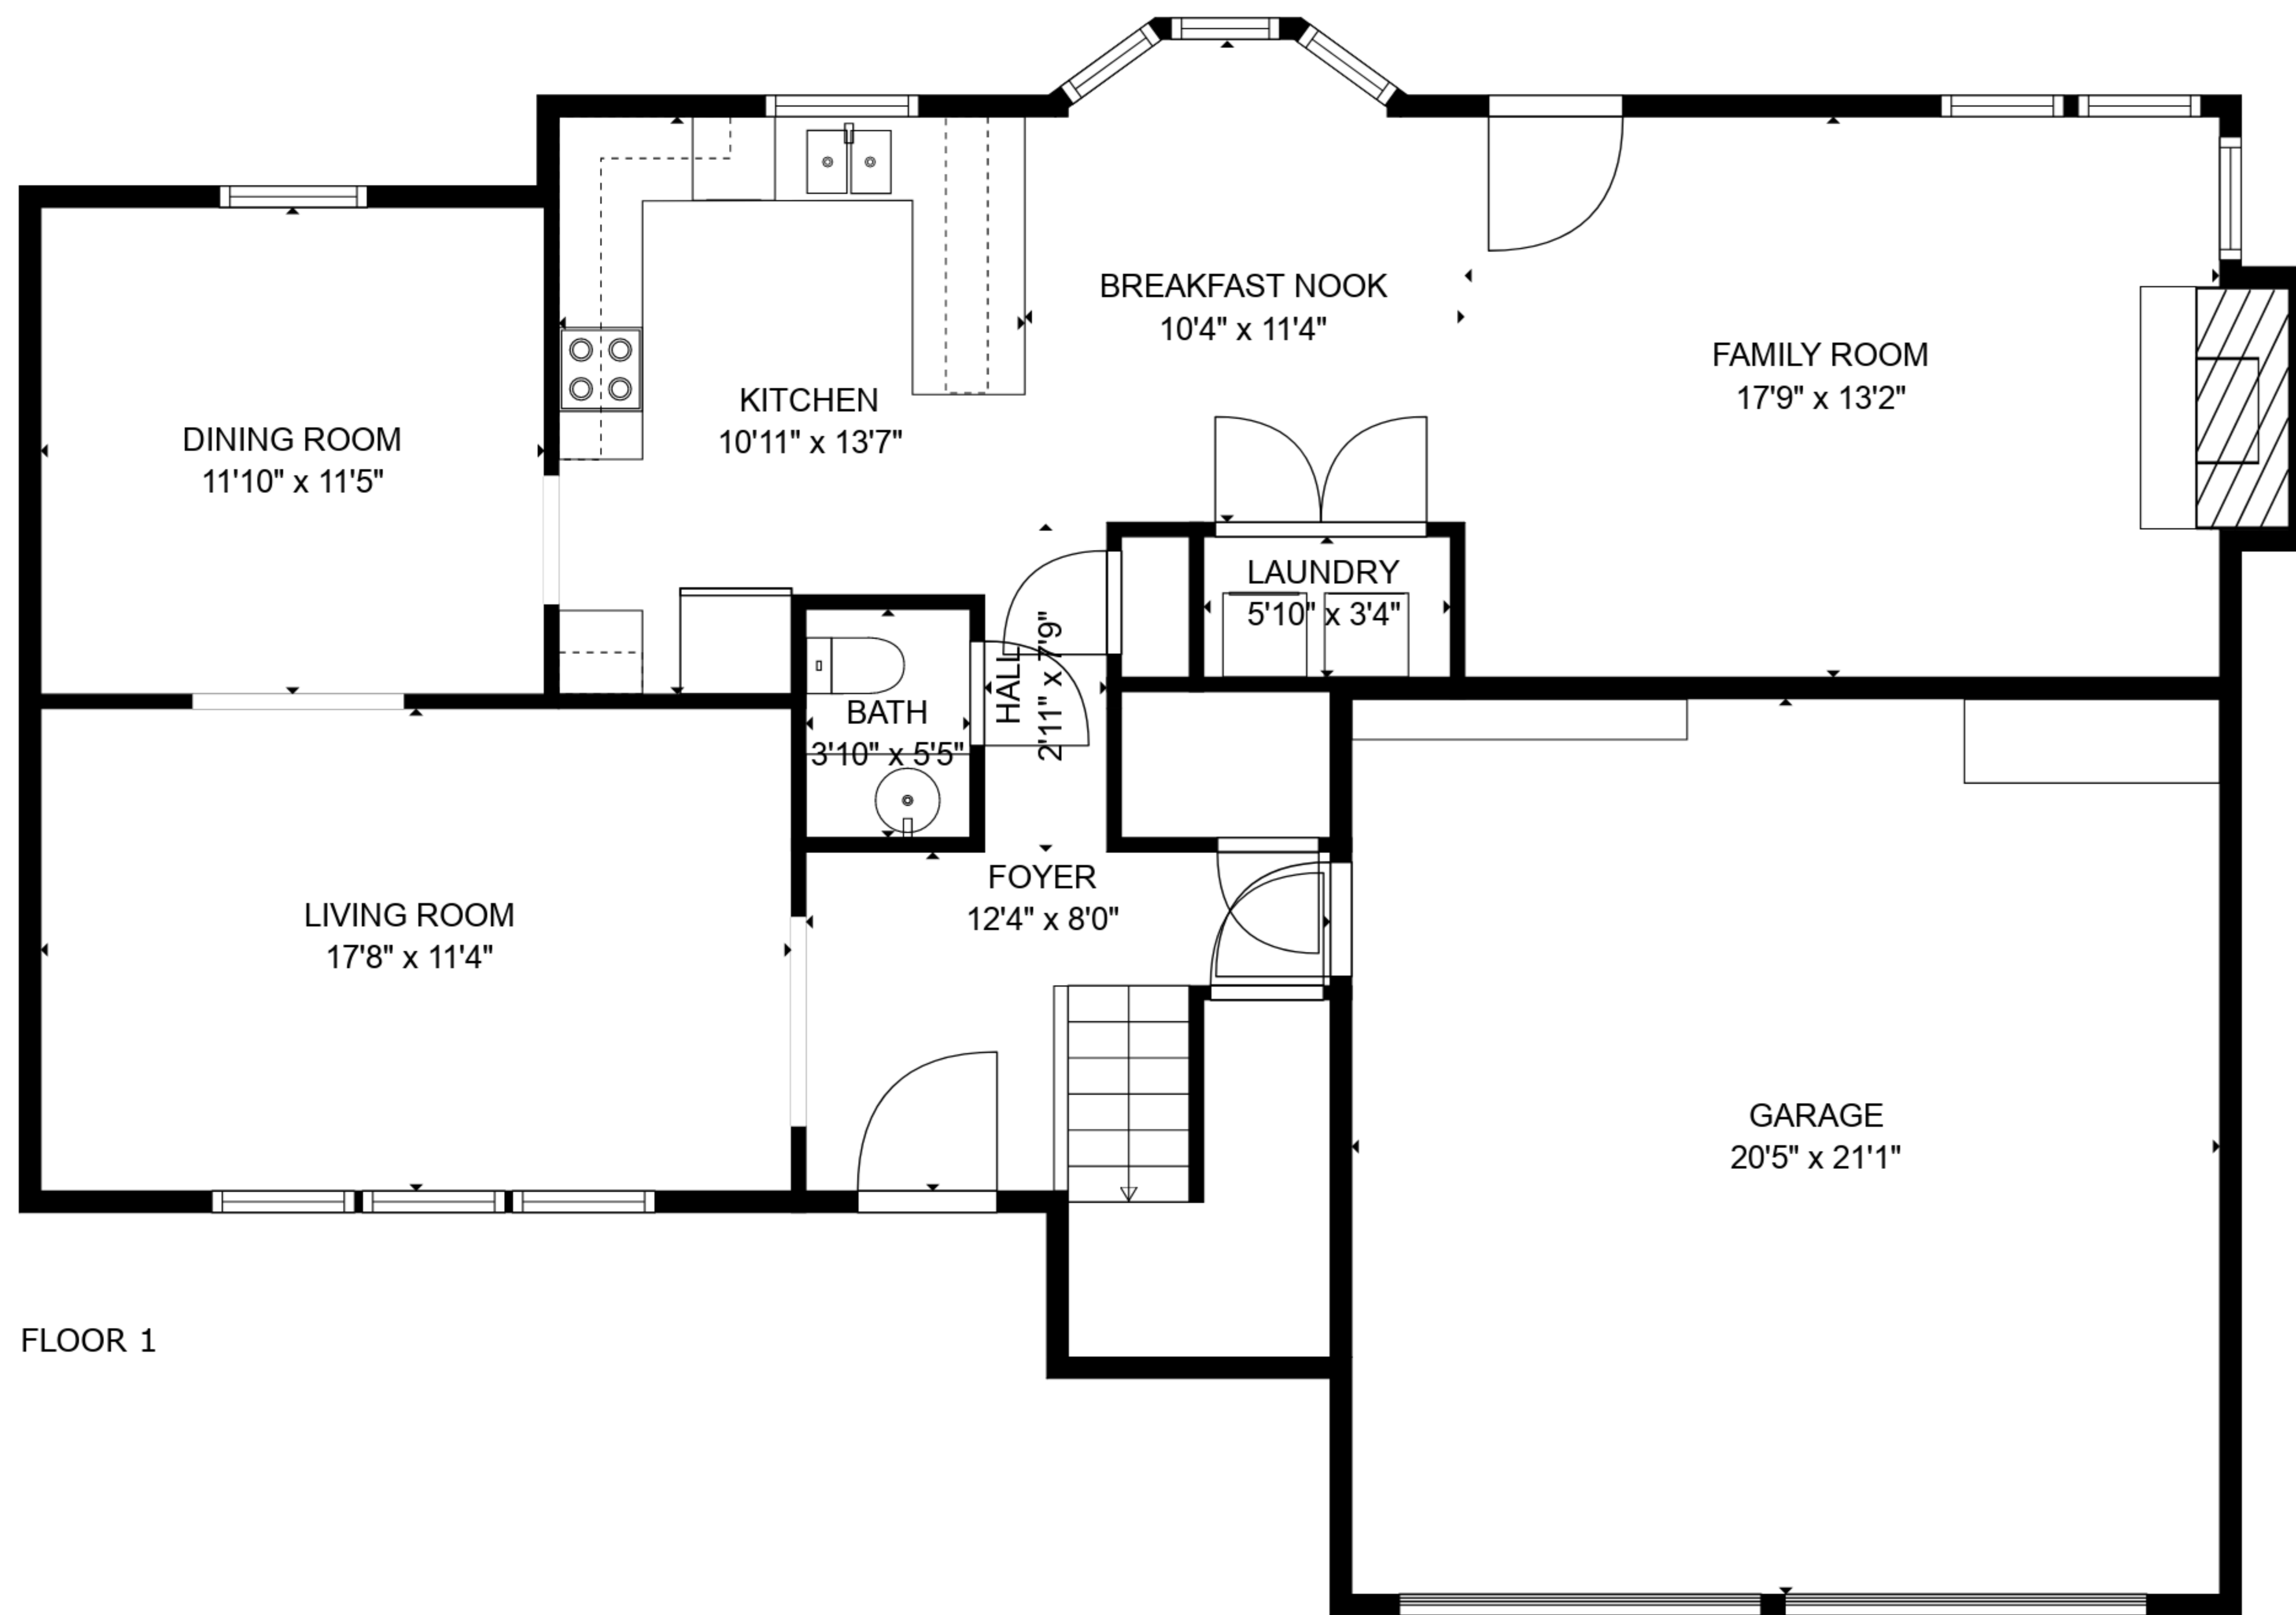 BREAKFAST NOOK
10'4" x 11'4"
FAMILY ROOM
17'9" x 13'2"
KITCHEN
10'11" x 13'7"
DINING ROOM
11'10" x 11'5"
LAUNDRY
5'10" x 3'4"
HALL
2'11" x 7'9"
BATH
3'10" x 5'5"
FOYER
12'4" x 8'0"
LIVING ROOM
17'8" x 11'4"
GARAGE
20'5" x 21'1"
FLOOR 1